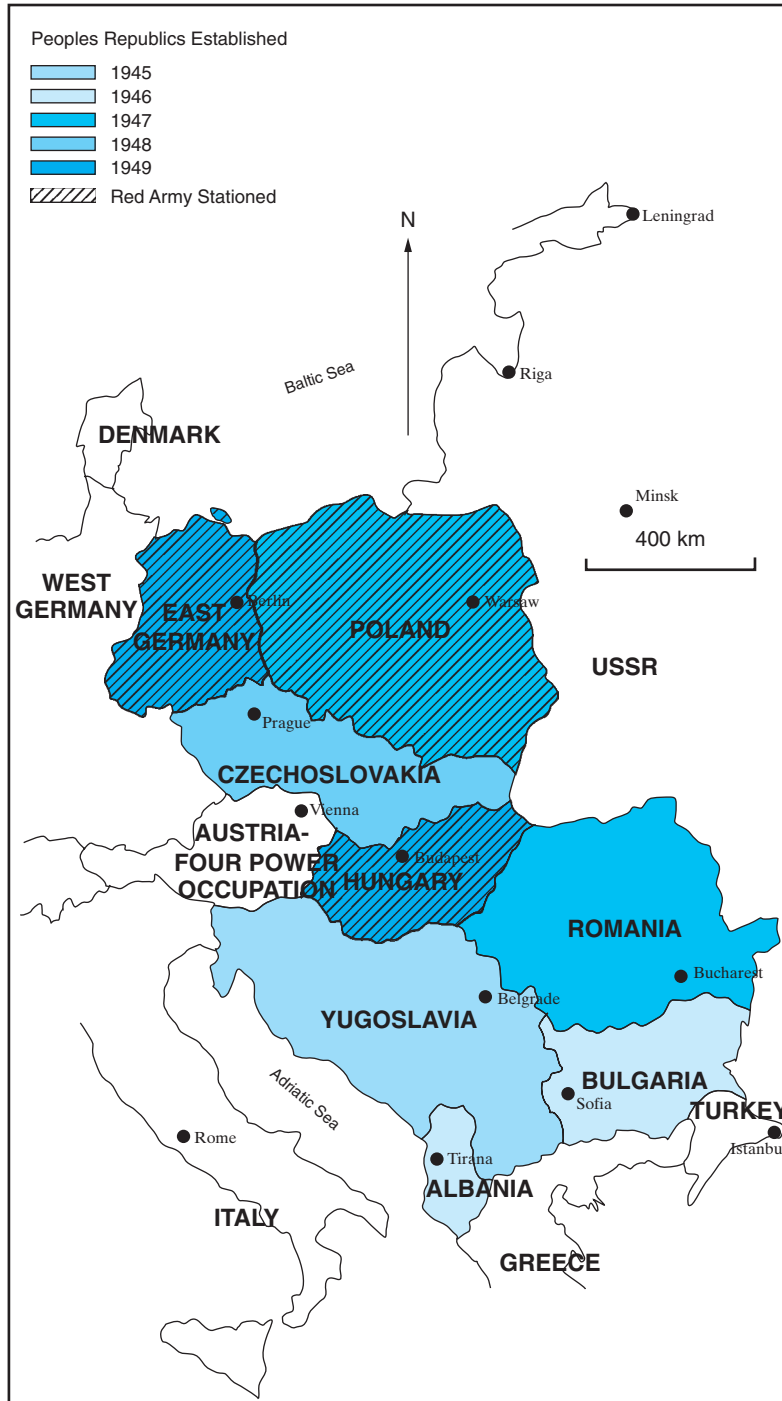 Peoples Republics Established
1945
1946
1947
1948
1949
Red Army Stationed
N
Leningrad
Baltic Sea
Riga
DENMARK
Minsk
400 km
WEST
GERMANY
Berlin
EAST
GERMANY
Warsaw
POLAND
USSR
Prague
CZECHOSLOVAKIA
Vienna
AUSTRIA-
FOUR POWER
OCCUPATION
Budapest
HUNGARY
ROMANIA
Bucharest
Belgrade
YUGOSLAVIA
BULGARIA
Sofia
Adriatic Sea
TURKEY
Istanbul
Rome
Tirana
ALBANIA
ITALY
GREECE